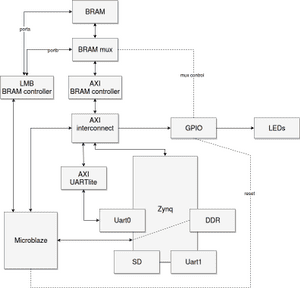 BRAM
ports
ports
BRAM mux
mux control
LMB
BRAM controller
AXI
BRAM controller
AXI
interconnect
GPIO
LEDs
AXI
UARTlite
Zynq
reset
Uart0
DDR
Microblaze
SD
Uart1